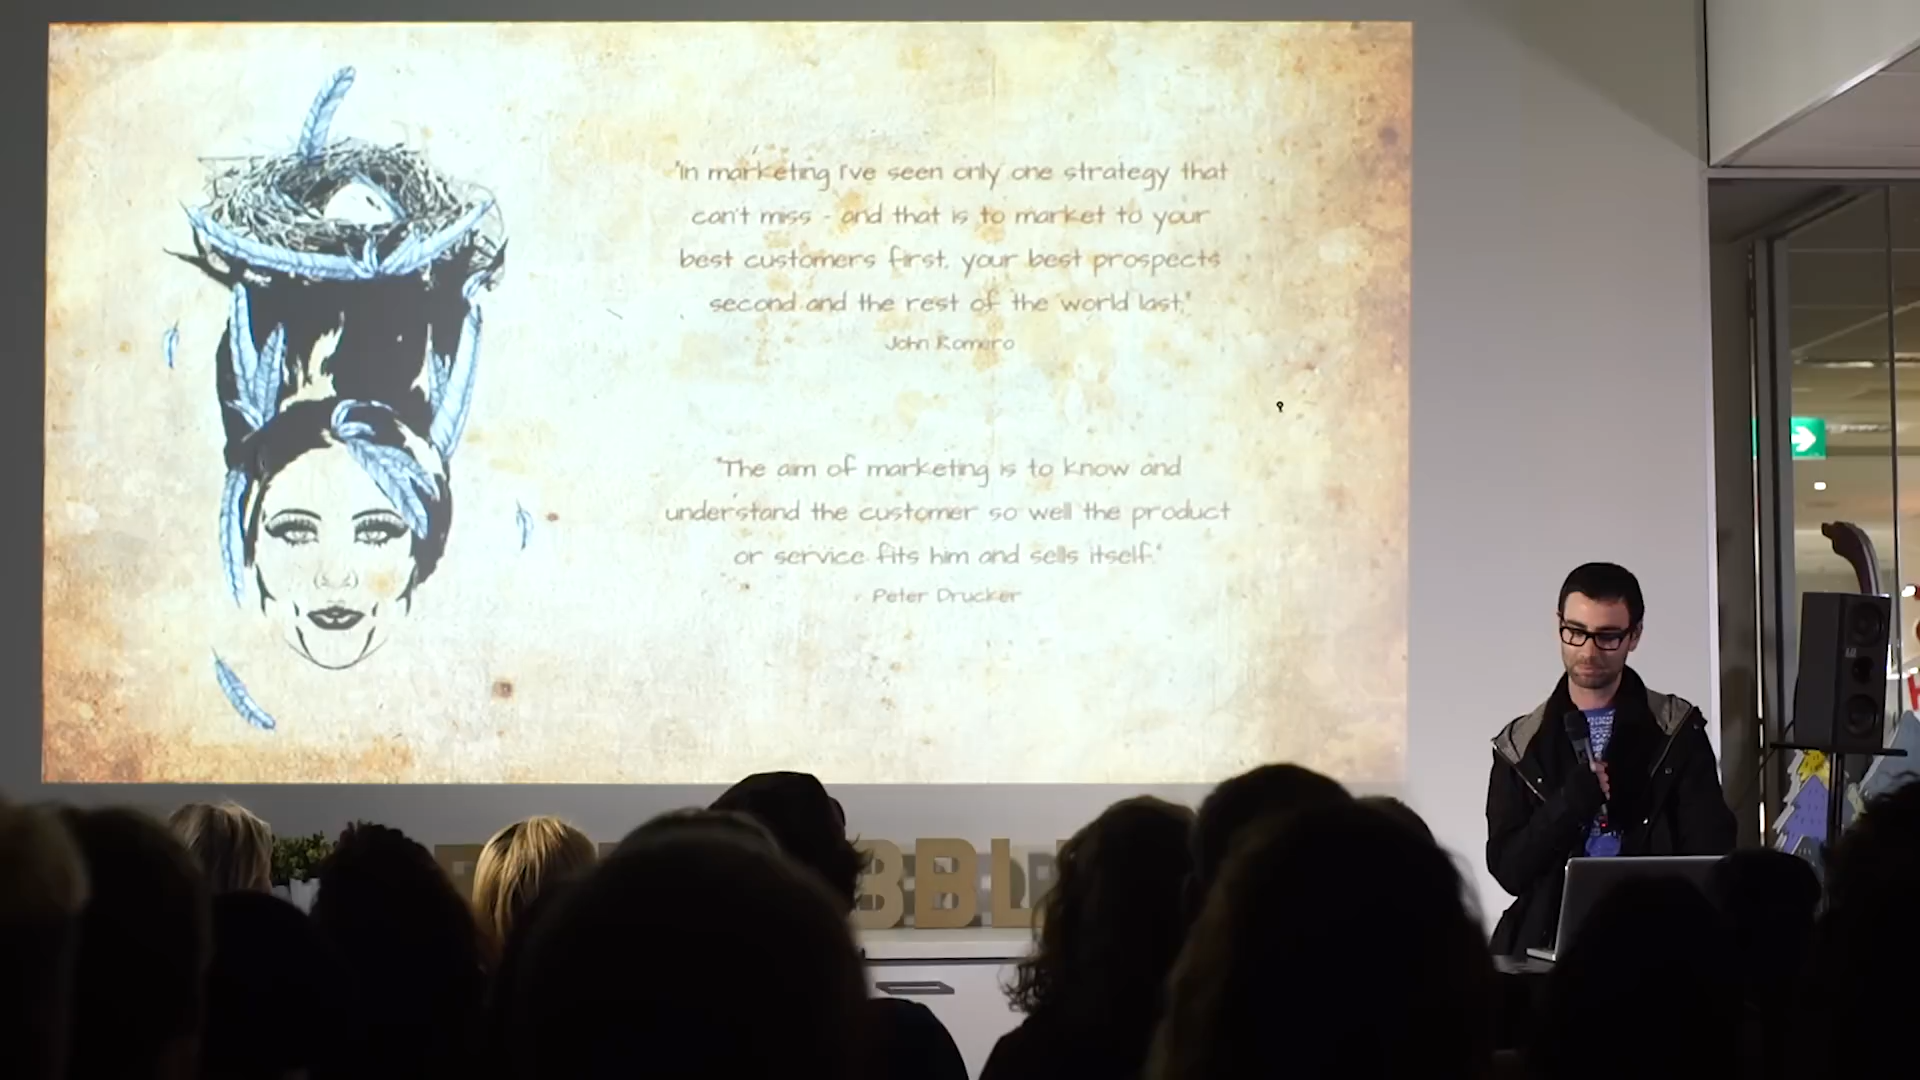 "In marketing I've seen only one strategy that
can't miss - and that is to market to your
best customers first, your best prospects
second and the rest of the world last."
John Romero
"The aim of marketing is to know and
understand the customer so well the product
or service fits him and sells itself."
Peter Drucker
BBL